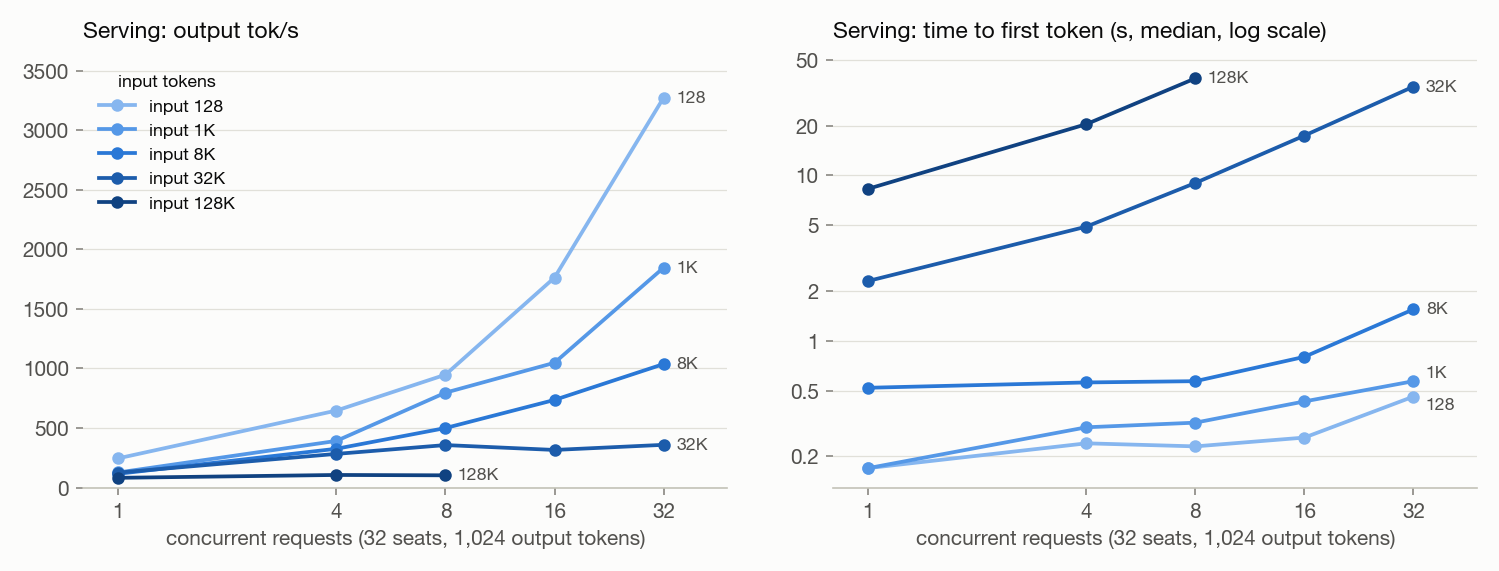 Serving: output tok/s
3500
3000
2500
2000
1500
1000
500
0
input tokens
input 128
input 1K
input 8K
input 32K
input 128K
128
1K
8K
32K
128K
1
4
8
16
32
concurrent requests (32 seats, 1,024 output tokens)
Serving: time to first token (s, median, log scale)
50
20
10
5
2
1
0.5
0.2
128K
32K
8K
1K
128
1
4
8
16
32
concurrent requests (32 seats, 1,024 output tokens)